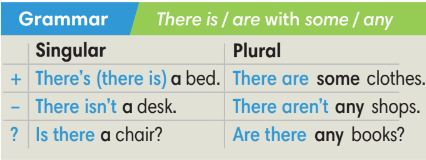 Grammar There is / are with some / any
Singular Plural
+ There's (there is) a bed. There are some clothes.
– There isn't a desk. There aren't any shops.
? Is there a chair? Are there any books?